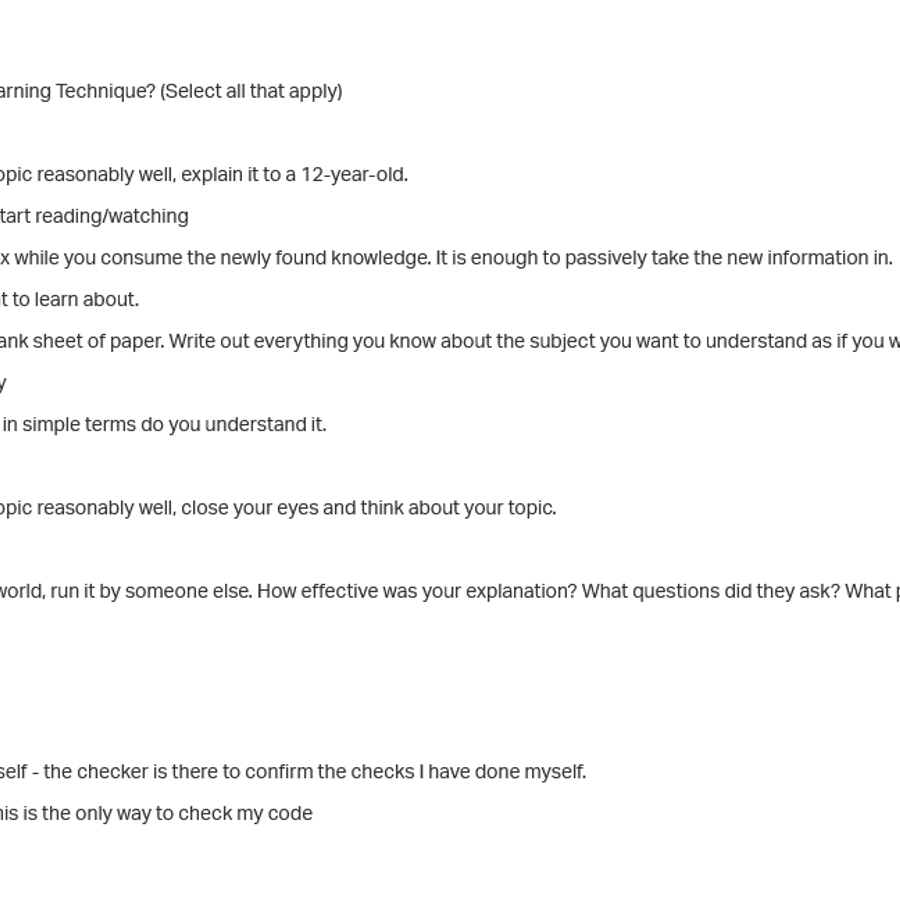 arning Technique? (Select all that apply)
opic reasonably well, explain it to a 12-year-old.
tart reading/watching
x while you consume the newly found knowledge. It is enough to passively take the new information in.
t to learn about.
ank sheet of paper. Write out everything you know about the subject you want to understand as if you w
y
in simple terms do you understand it.
opic reasonably well, close your eyes and think about your topic.
world, run it by someone else. How effective was your explanation? What questions did they ask? What p
self - the checker is there to confirm the checks I have done myself.
his is the only way to check my code